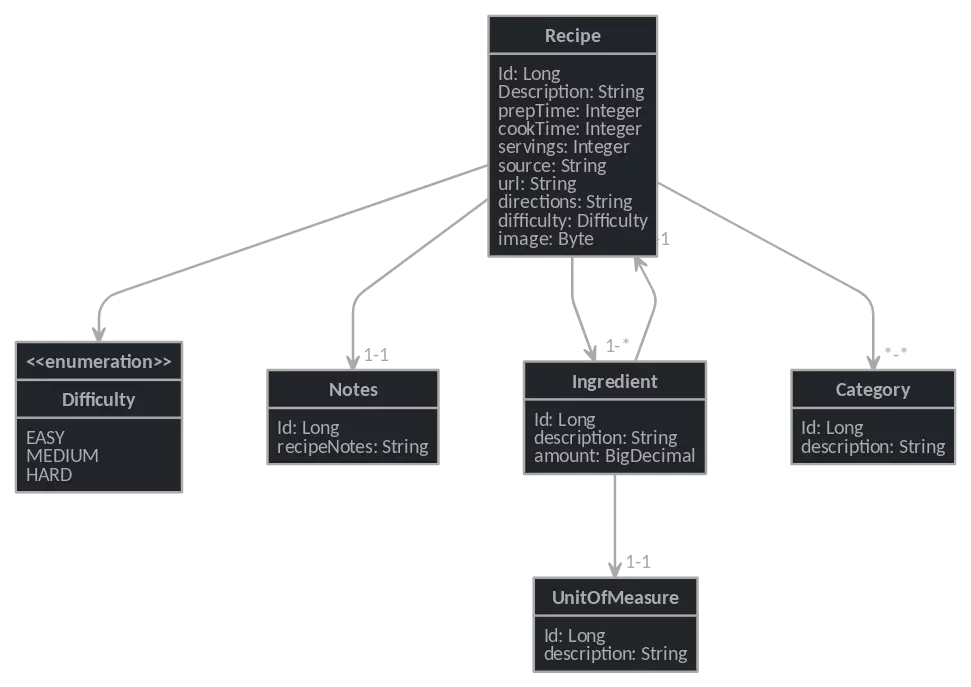 Recipe
Id: Long
Description: String
prepTime: Integer
cookTime: Integer
servings: Integer
source: String
url: String
directions: String
difficulty: Difficulty
image: Byte
-1
1-1
1-*
*-*
<<enumeration>>
Difficulty
EASY
MEDIUM
HARD
Notes
Id: Long
recipeNotes: String
Ingredient
Id: Long
description: String
amount: BigDecimal
Category
Id: Long
description: String
1-1
UnitOfMeasure
Id: Long
description: String